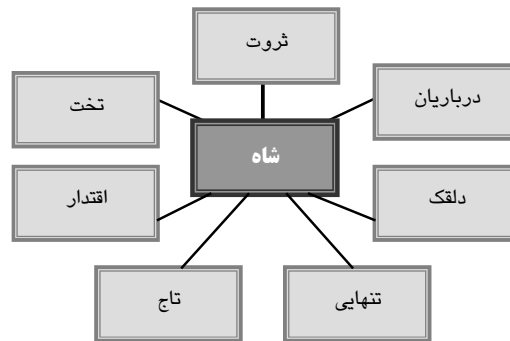 ثروت
درباریان
تخت
شاه
دلقک
اقتدار
تنهایی
تاج